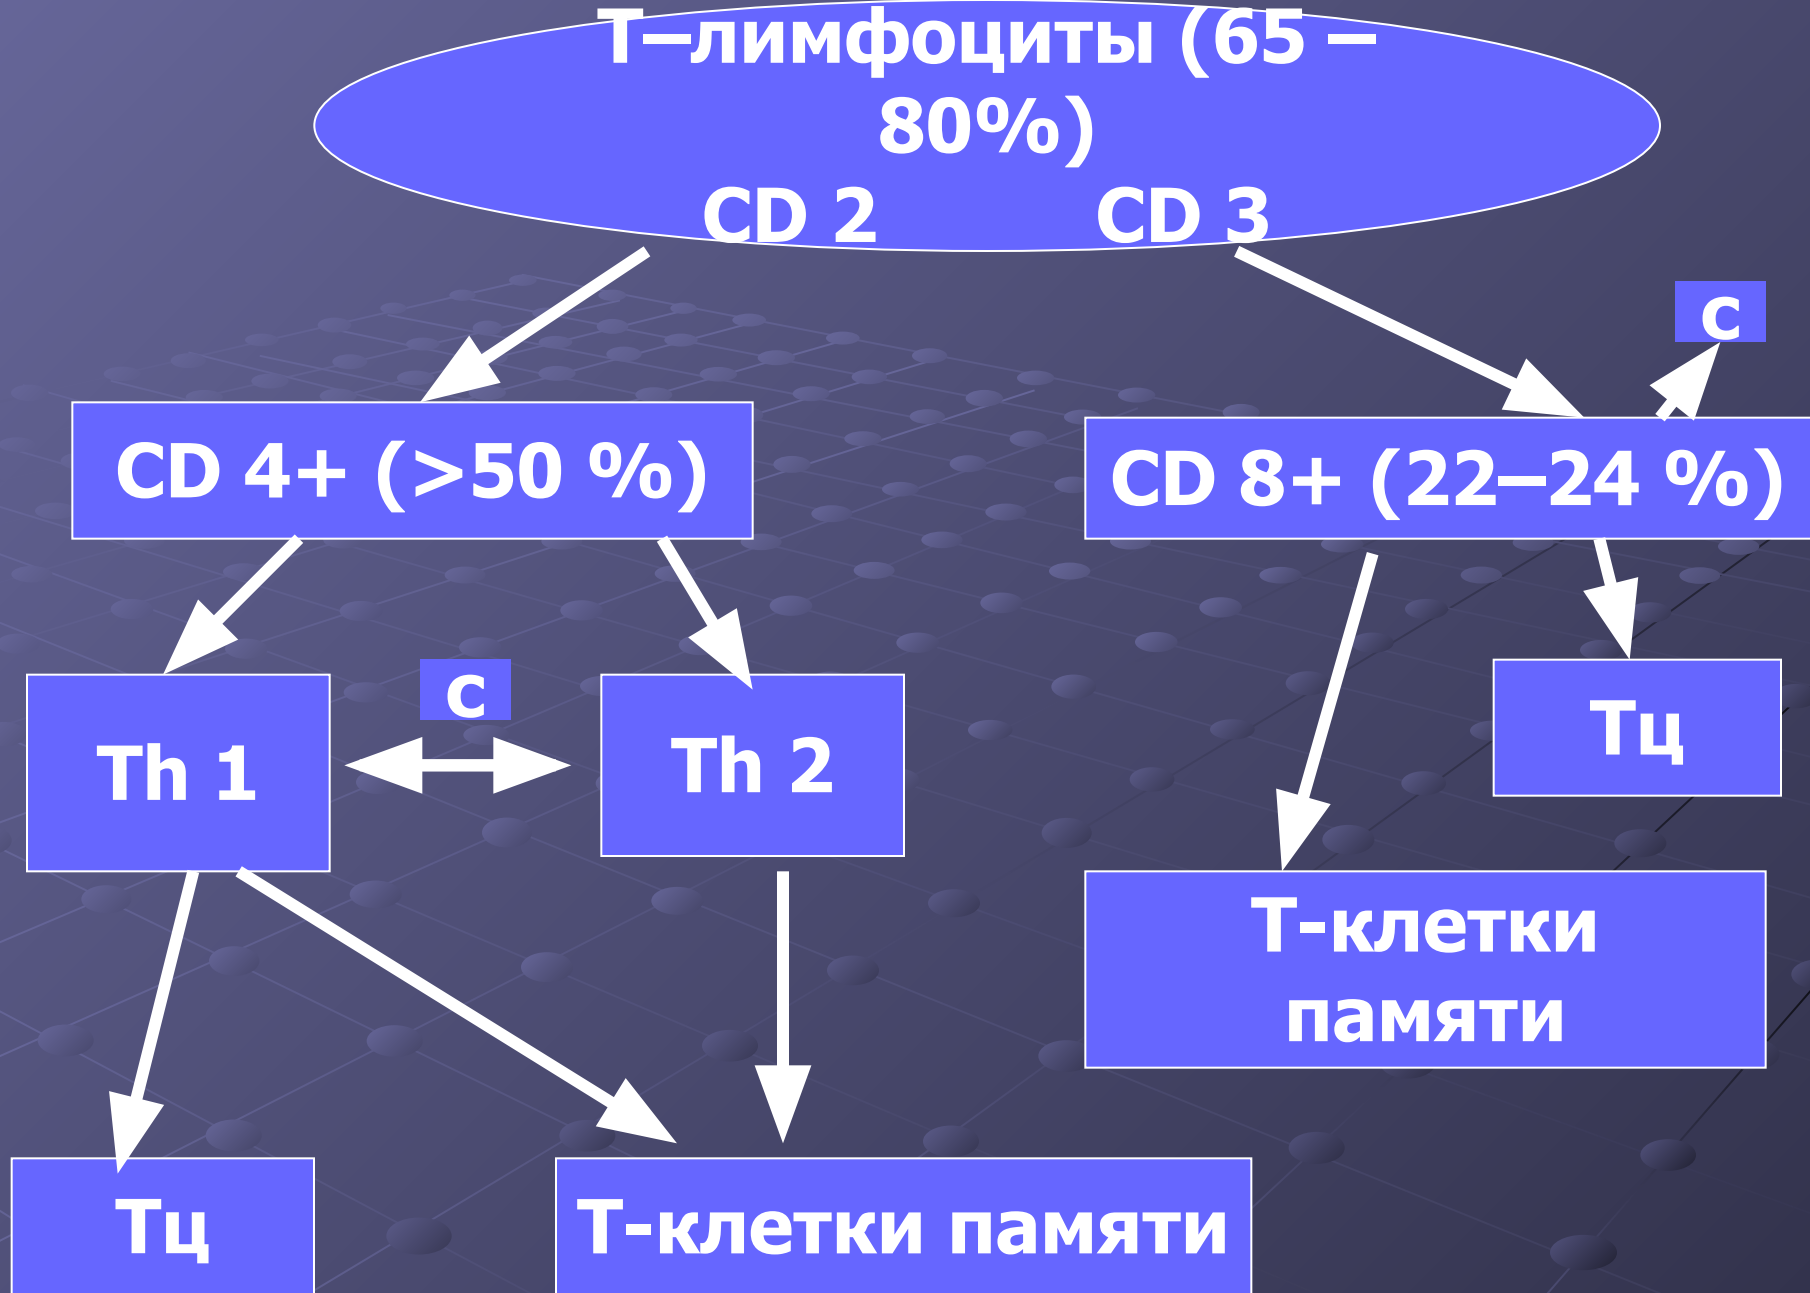 Т–лимфоциты (65 –
80%)
CD 2 CD 3
с
CD 4+ (>50 %)
CD 8+ (22–24 %)
с
Th 1
Th 2
Тц
Т-клетки
памяти
Тц
Т-клетки памяти